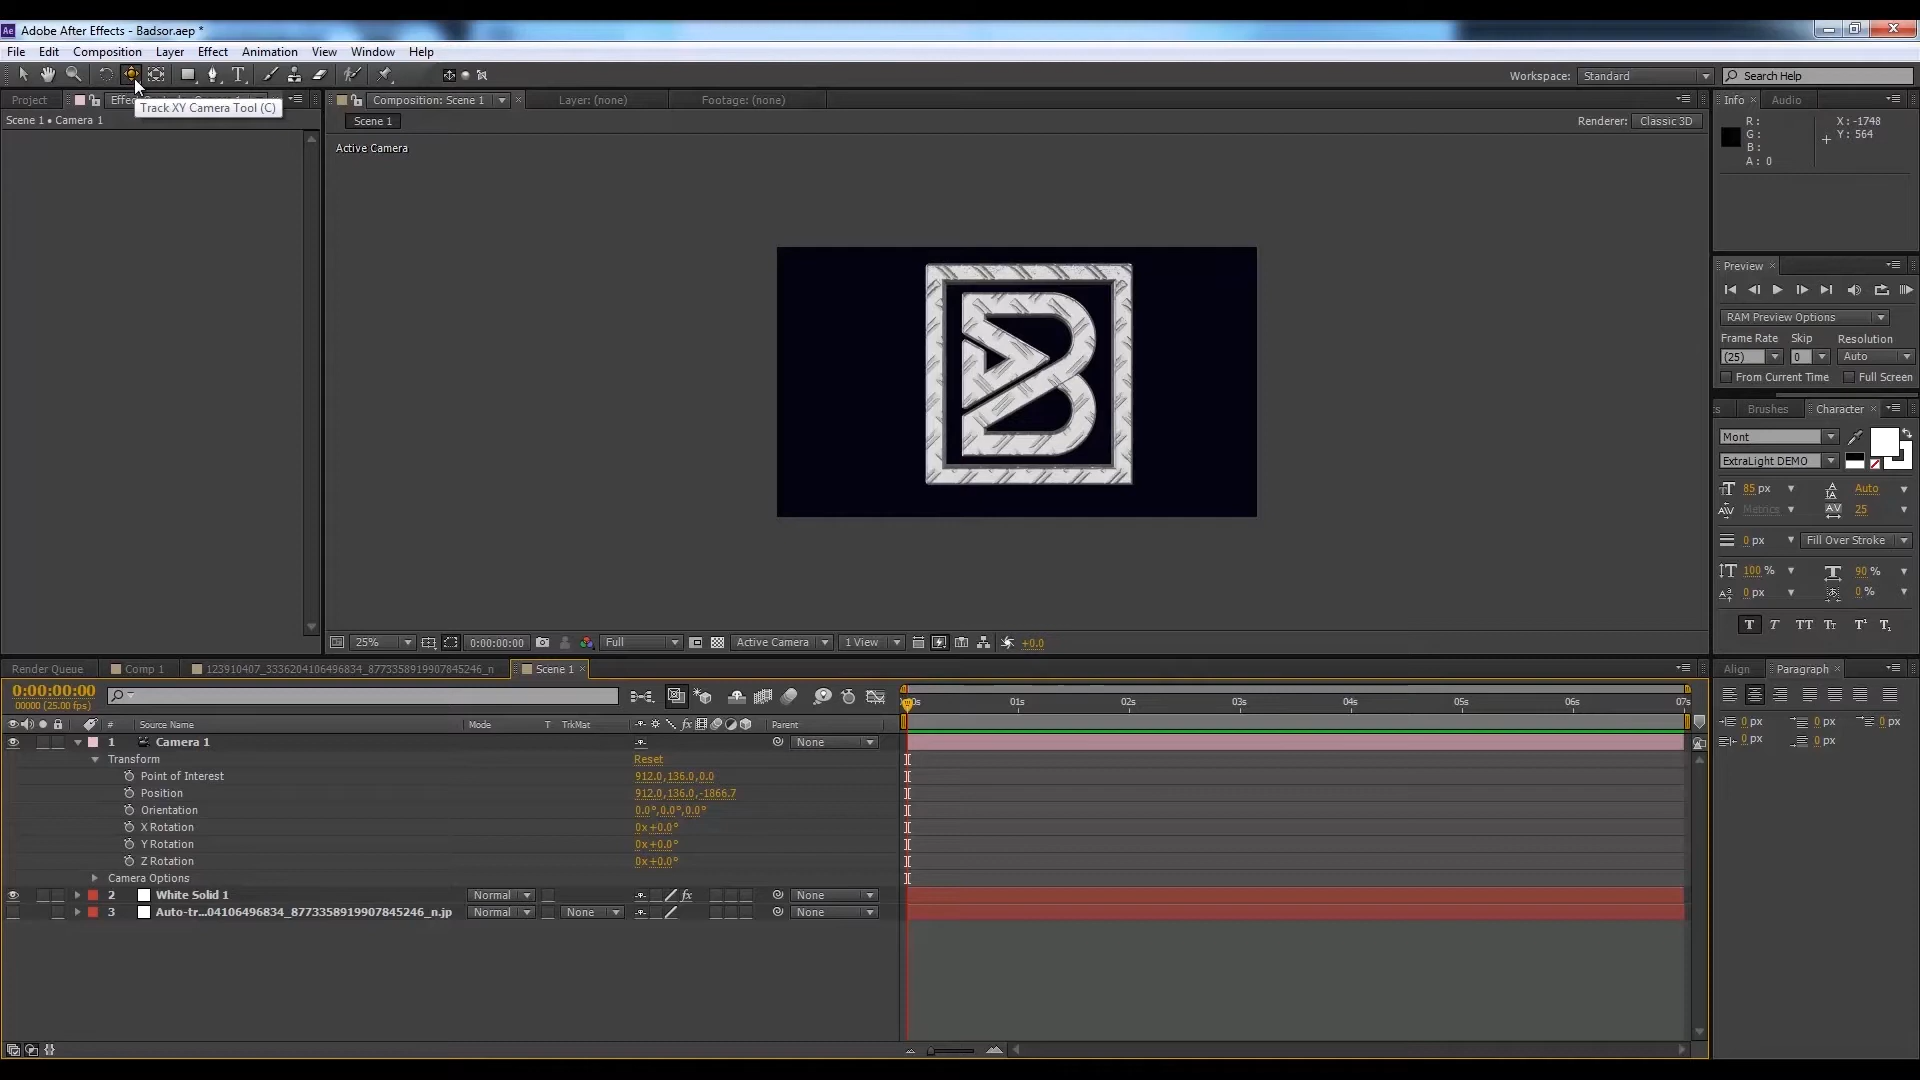 Ae Adobe After Effects - Badsor.aep *
File Edit Composition Layer Effect Animation View Window Help
Workspace: Standard Search Help
Project Track XY Camera Tool (C) Composition: Scene 1 Layer: (none) Footage: (none) Info Audio
Scene 1 • Camera 1 Scene 1 Renderer: Classic 3D
R: X: -1748
G: Y: 564
B:
A: 0
Active Camera
Preview
RAM Preview Options
Frame Rate Skip Resolution
(25) 0 Auto
From Current Time Full Screen
Brushes Character
Mont
ExtraLight DEMO
85 px Auto
Metrics 25
0 px Fill Over Stroke
100 % 90 %
0 px 0 %
T T TT Tt T¹ T₁
25% 0:00:00:00 Full Active Camera 1 View +0.0
Render Queue Comp 1 123910407_3336204106496834_8773358919907845246_n Scene 1 Align Paragraph
0:00:00:00
00000 (25.00 fps)
01s 02s 03s 04s 05s 06s 07s
0 px 0 px 0 px
0 px 0 px
# Source Name Mode T TrkMat fx Parent
1 Camera 1 None
Transform Reset
Point of Interest 912.0,136.0,0.0
Position 912.0,136.0,-1866.7
Orientation 0.0°,0.0°,0.0°
X Rotation 0x+0.0°
Y Rotation 0x+0.0°
Z Rotation 0x+0.0°
Camera Options
2 White Solid 1 Normal fx None
3 Auto-tr...04106496834_8773358919907845246_n.jp Normal None None